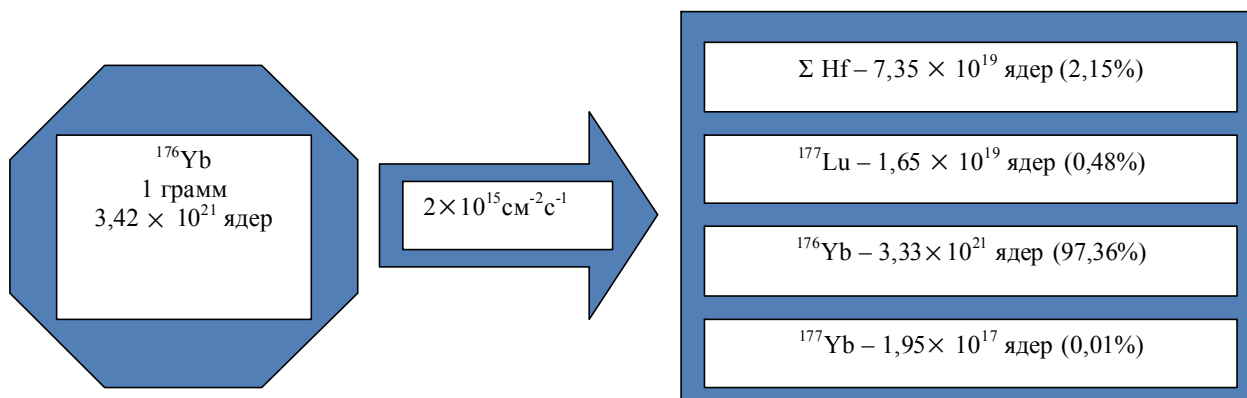 ¹⁷⁶Yb
1 грамм
3,42 × 10²¹ ядер
2×10¹⁵см⁻²с⁻¹
Σ Hf – 7,35 × 10¹⁹ ядер (2,15%)
¹⁷⁷Lu – 1,65 × 10¹⁹ ядер (0,48%)
¹⁷⁶Yb – 3,33×10²¹ ядер (97,36%)
¹⁷⁷Yb – 1,95× 10¹⁷ ядер (0,01%)